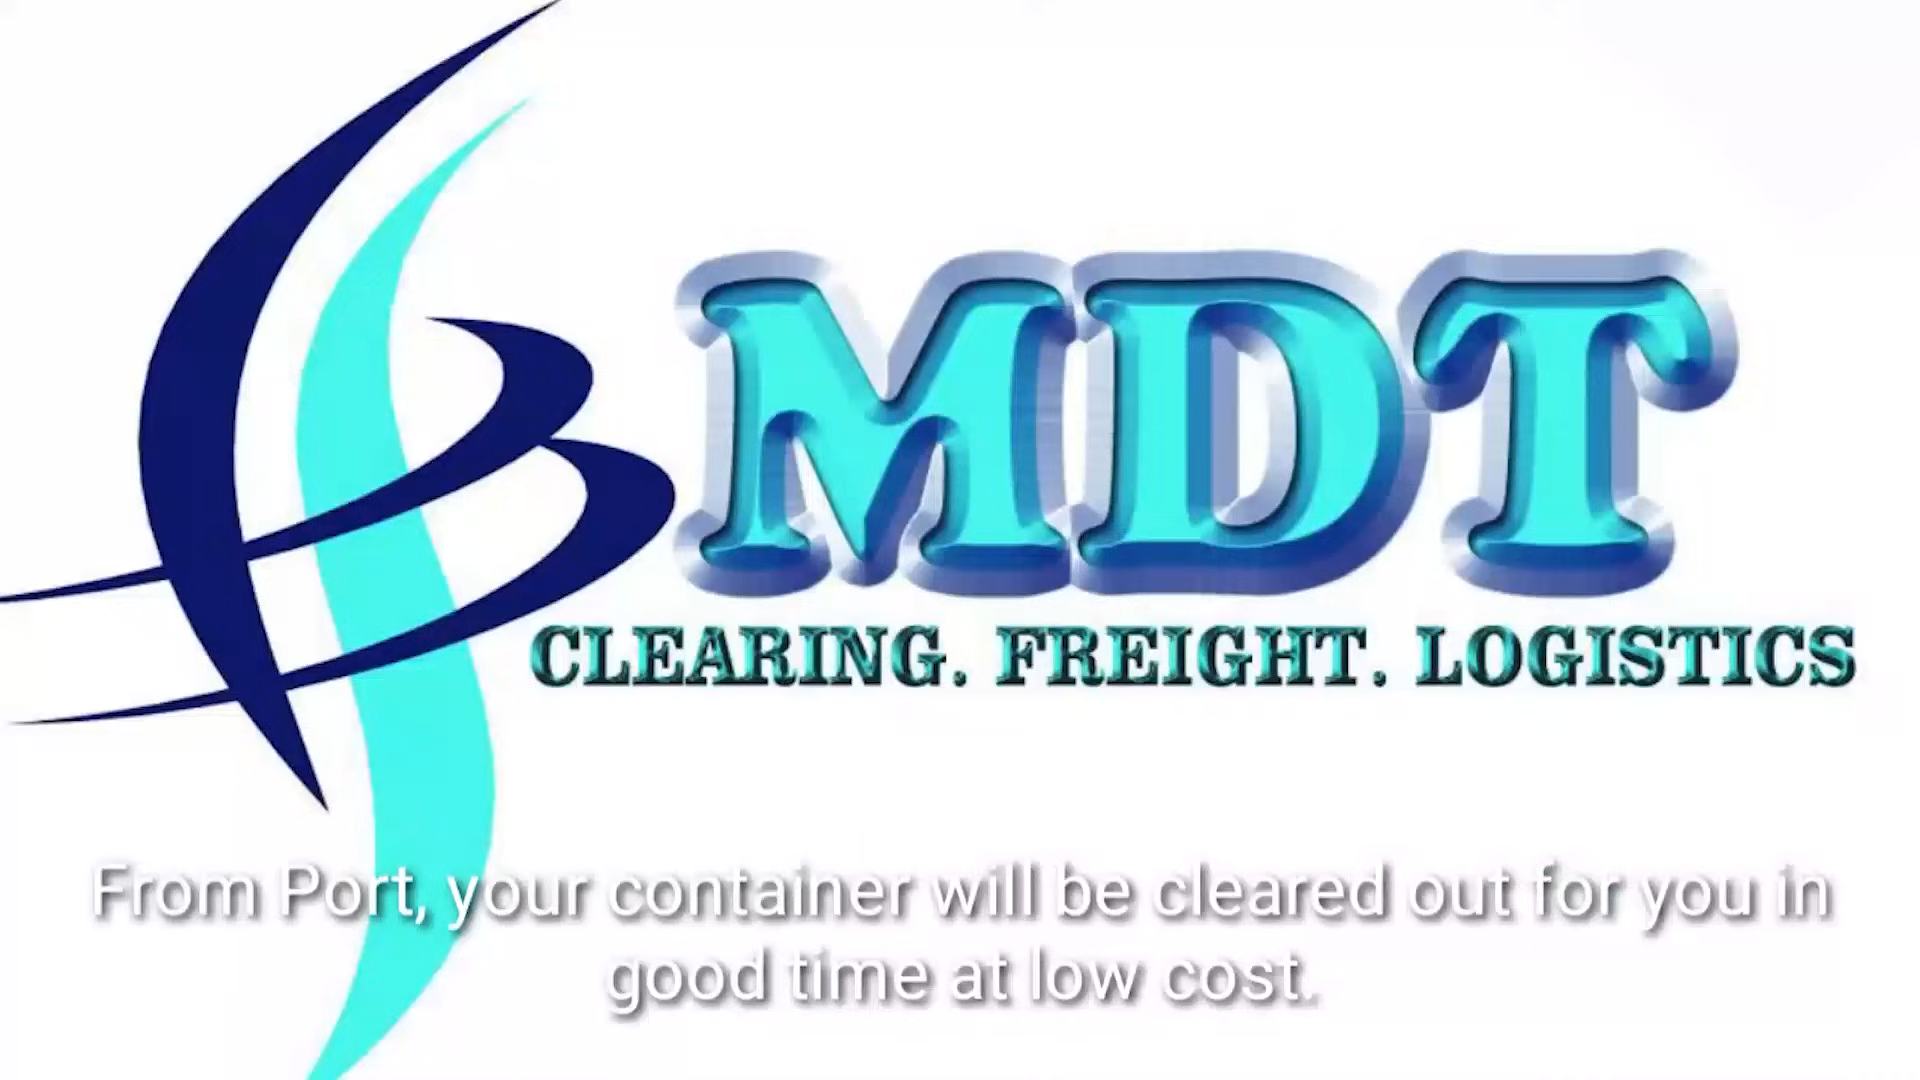 MDT
CLEARING. FREIGHT. LOGISTICS
From Port, your container will be cleared out for you in
good time at low cost.